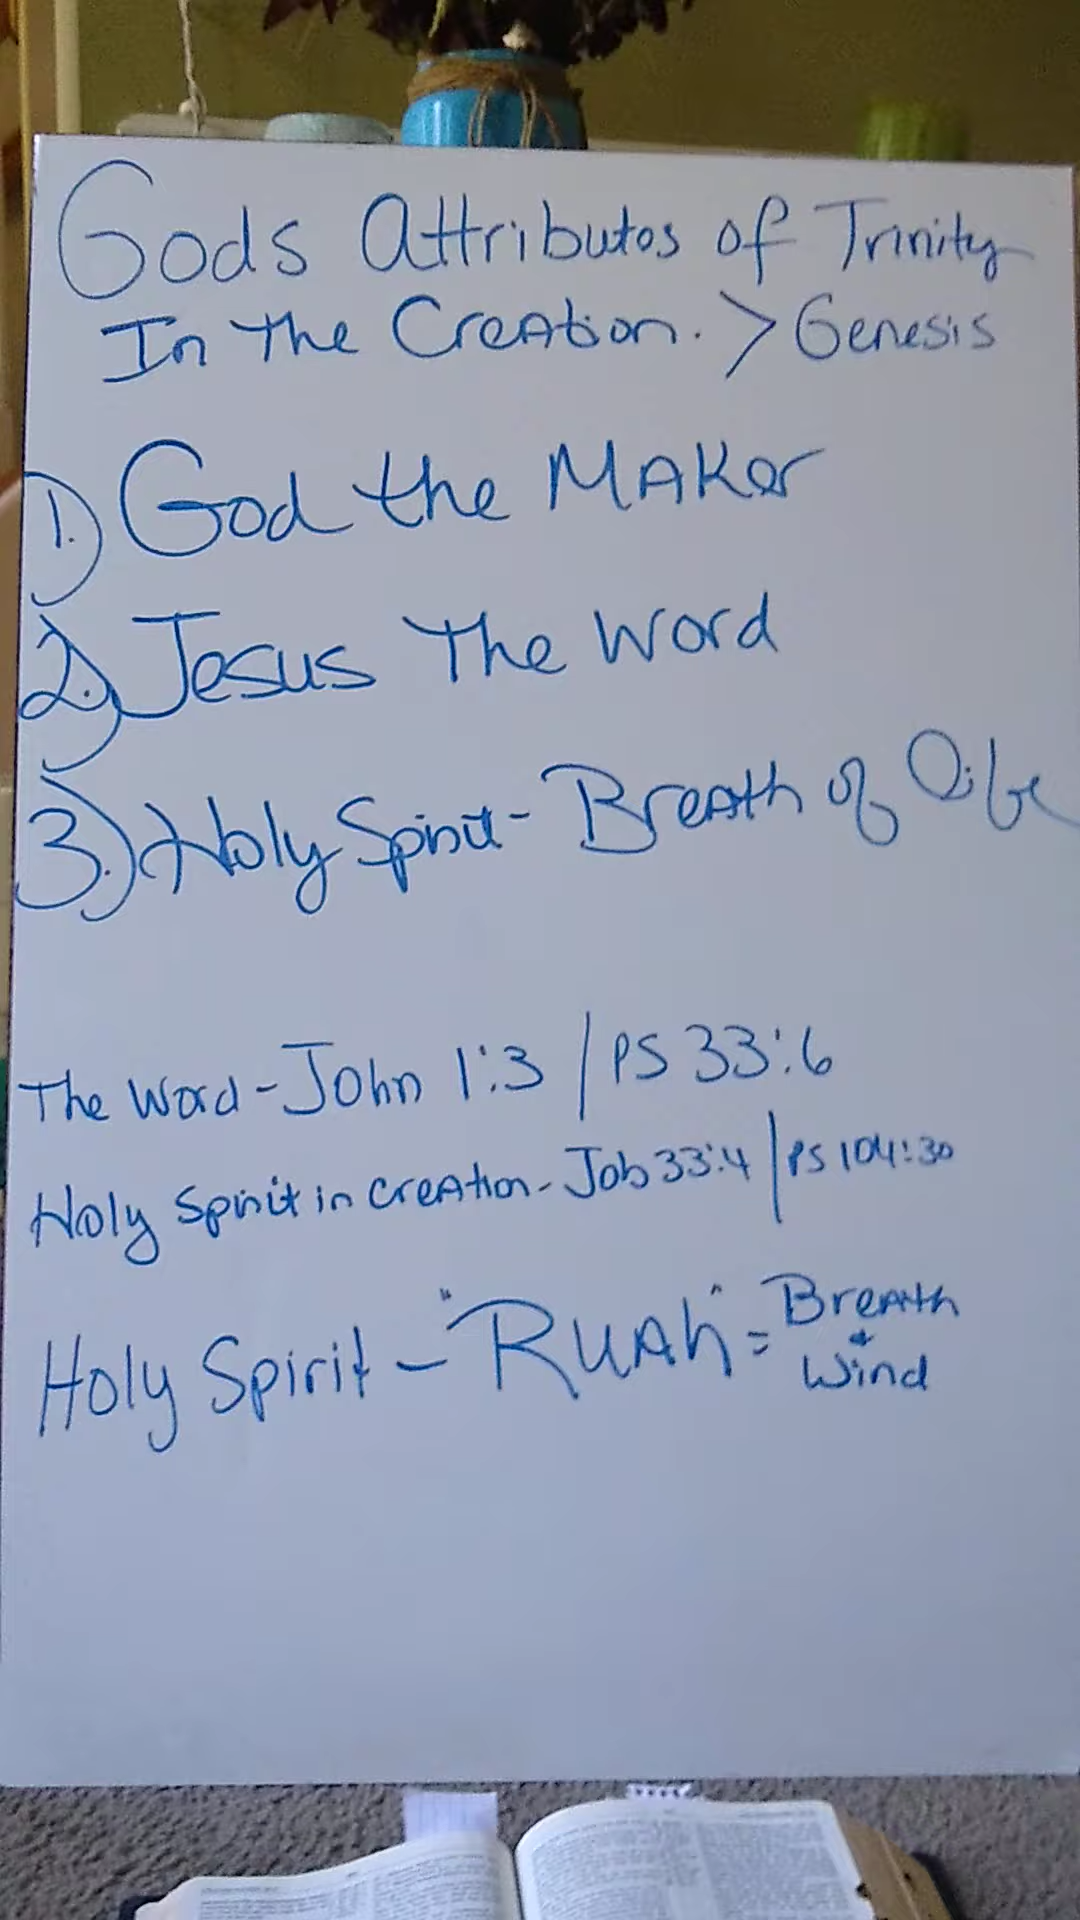 Gods Attributes of Trinity
In The Creation. > Genesis
1. God the Maker
2. Jesus The Word
3.) Holy Spirit - Breath of Life
The Word - John 1:3 / PS 33:6
Holy Spirit in Creation - Job 33:4 / PS 104:30
Holy Spirit - "Ruah" = Breath
+
Wind